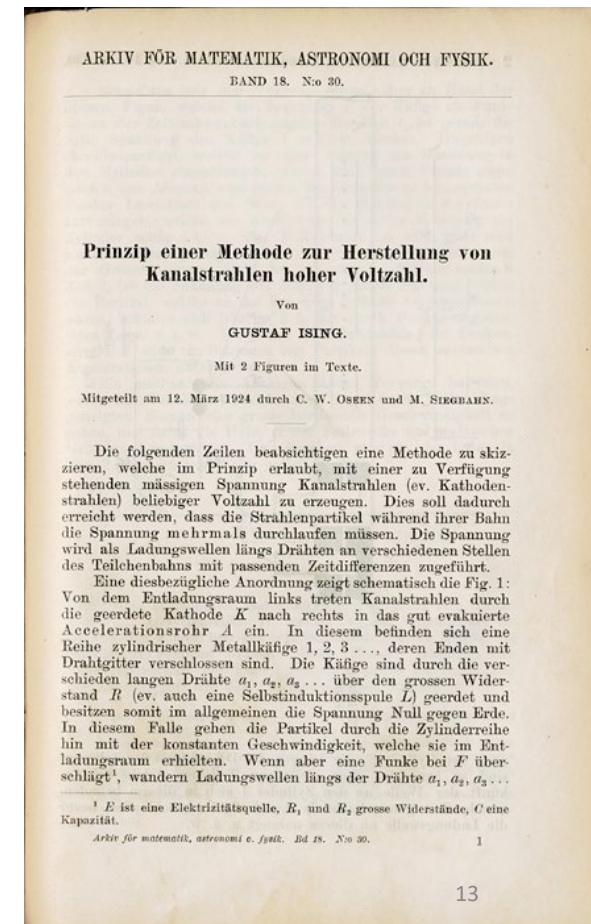 ARKIV FÖR MATEMATIK, ASTRONOMI OCH FYSIK.
BAND 18. N:o 30.
Prinzip einer Methode zur Herstellung von
Kanalstrahlen hoher Voltzahl.
Von
GUSTAF ISING.
Mit 2 Figuren im Texte.
Mitgeteilt am 12. März 1924 durch C. W. OSEEN und M. SIEGBAHN.
Die folgenden Zeilen beabsichtigen eine Methode zu skiz-
zieren, welche im Prinzip erlaubt, mit einer zu Verfügung
stehenden mässigen Spannung Kanalstrahlen (ev. Kathoden-
strahlen) beliebiger Voltzahl zu erzeugen. Dies soll dadurch
erreicht werden, dass die Strahlenpartikel während ihrer Bahn
die Spannung mehrmals durchlaufen müssen. Die Spannung
wird als Ladungswellen längs Drähten an verschiedenen Stellen
des Teilchenbahns mit passenden Zeitdifferenzen zugeführt.
Eine diesbezügliche Anordnung zeigt schematisch die Fig. 1:
Von dem Entladungsraum links treten Kanalstrahlen durch
die geerdete Kathode K nach rechts in das gut evakuierte
Accelerationsrohr A ein. In diesem befinden sich eine
Reihe zylindrischer Metallkäfige 1, 2, 3 ..., deren Enden mit
Drahtgitter verschlossen sind. Die Käfige sind durch die ver-
schieden langen Drähte a₁, a₂, a₃ ... über den grossen Wider-
stand R (ev. auch eine Selbstinduktionsspule L) geerdet und
besitzen somit im allgemeinen die Spannung Null gegen Erde.
In diesem Falle gehen die Partikel durch die Zylinderreihe
hin mit der konstanten Geschwindigkeit, welche sie im Ent-
ladungsraum erhielten. Wenn aber eine Funke bei F über-
schlägt¹, wandern Ladungswellen längs der Drähte a₁, a₂, a₃ ...
¹ E ist eine Elektrizitätsquelle, R₁ und R₂ grosse Widerstände, C eine
Kapazität.
Arkiv för matematik, astronomi o. fysik. Bd 18. N:o 30. 1
13